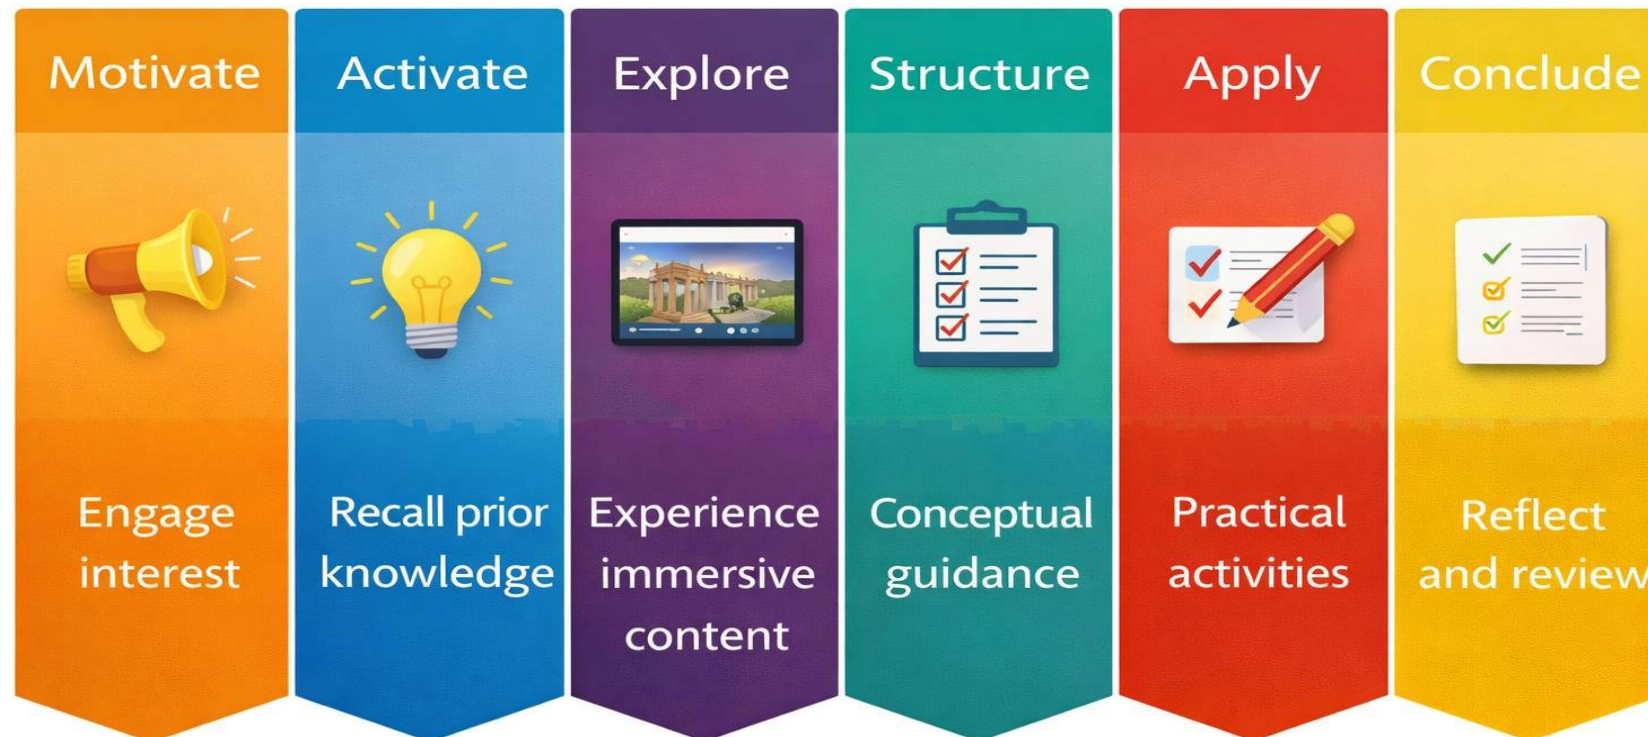 Motivate
Engage
interest
Activate
Recall prior
knowledge
Explore
Experience
immersive
content
Structure
Conceptual
guidance
Apply
Practical
activities
Conclude
Reflect
and review